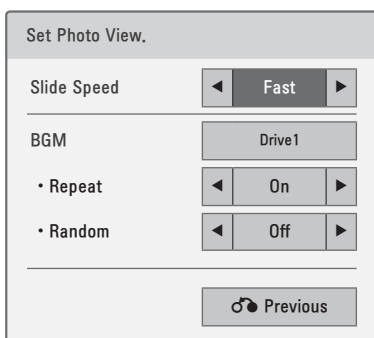 Set Photo View.
Slide Speed ◀ Fast ▶
BGM Drive1
• Repeat ◀ On ▶
• Random ◀ Off ▶
Previous